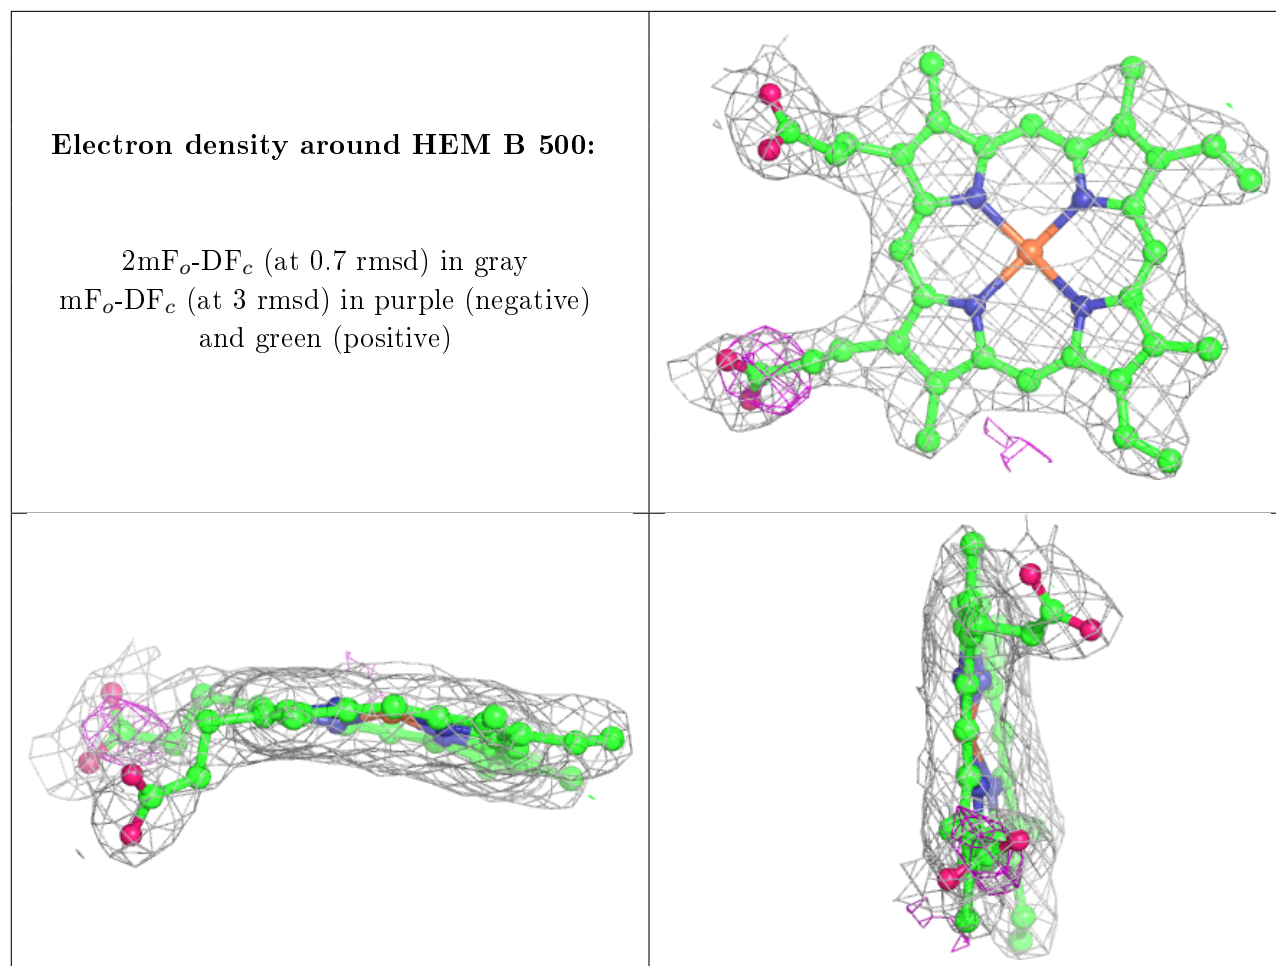 Electron density around HEM B 500:
2mFₒ-DF𝒸 (at 0.7 rmsd) in gray
mFₒ-DF𝒸 (at 3 rmsd) in purple (negative)
and green (positive)